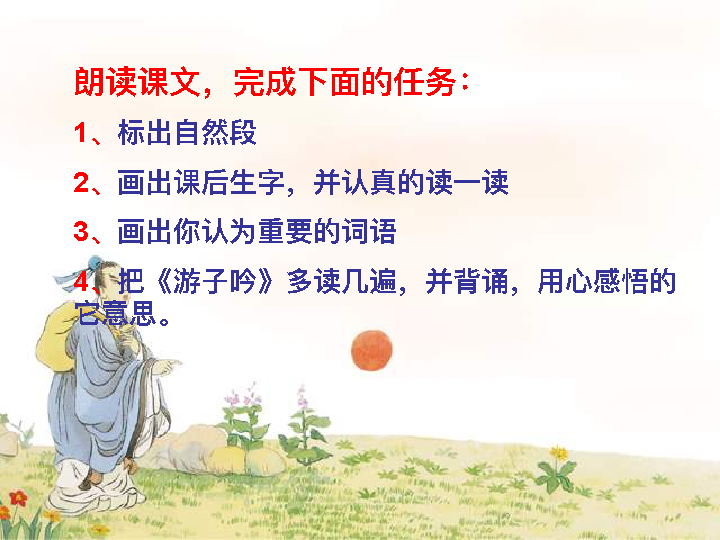 朗读课文，完成下面的任务：
1、标出自然段
2、画出课后生字，并认真的读一读
3、画出你认为重要的词语
4、把《游子吟》多读几遍，并背诵，用心感悟的
它意思。